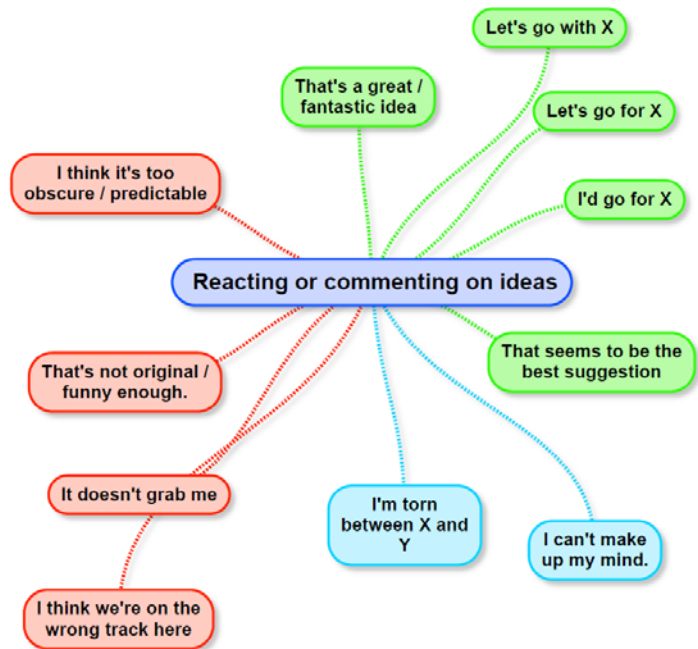 Let's go with X
That's a great /
fantastic idea
Let's go for X
I think it's too
obscure / predictable
I'd go for X
Reacting or commenting on ideas
That's not original /
funny enough.
That seems to be the
best suggestion
It doesn't grab me
I'm torn
between X and
Y
I can't make
up my mind.
I think we're on the
wrong track here